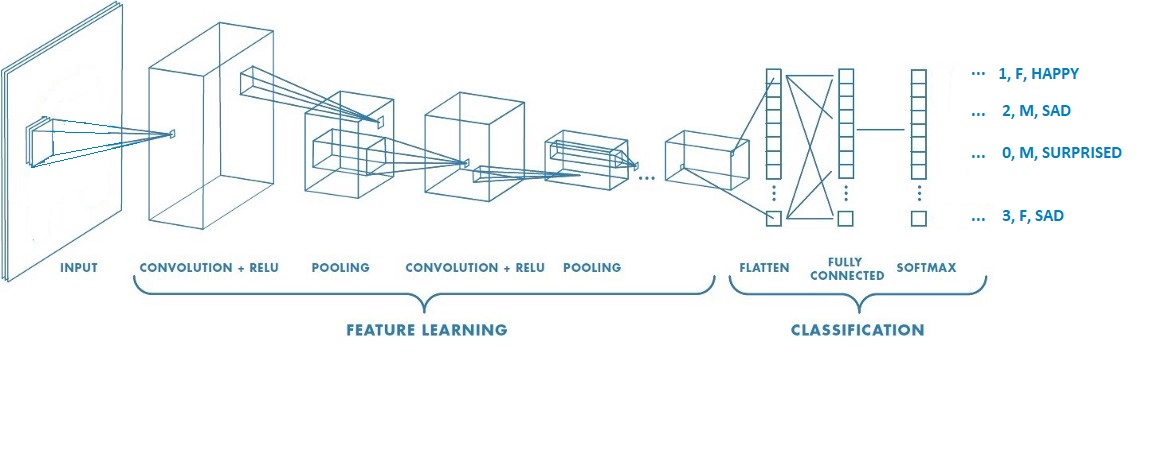 ... 1, F, HAPPY
... 2, M, SAD
... 0, M, SURPRISED
... 3, F, SAD
...
INPUT
CONVOLUTION + RELU
POOLING
CONVOLUTION + RELU
POOLING
FLATTEN
FULLY
CONNECTED
SOFTMAX
FEATURE LEARNING
CLASSIFICATION